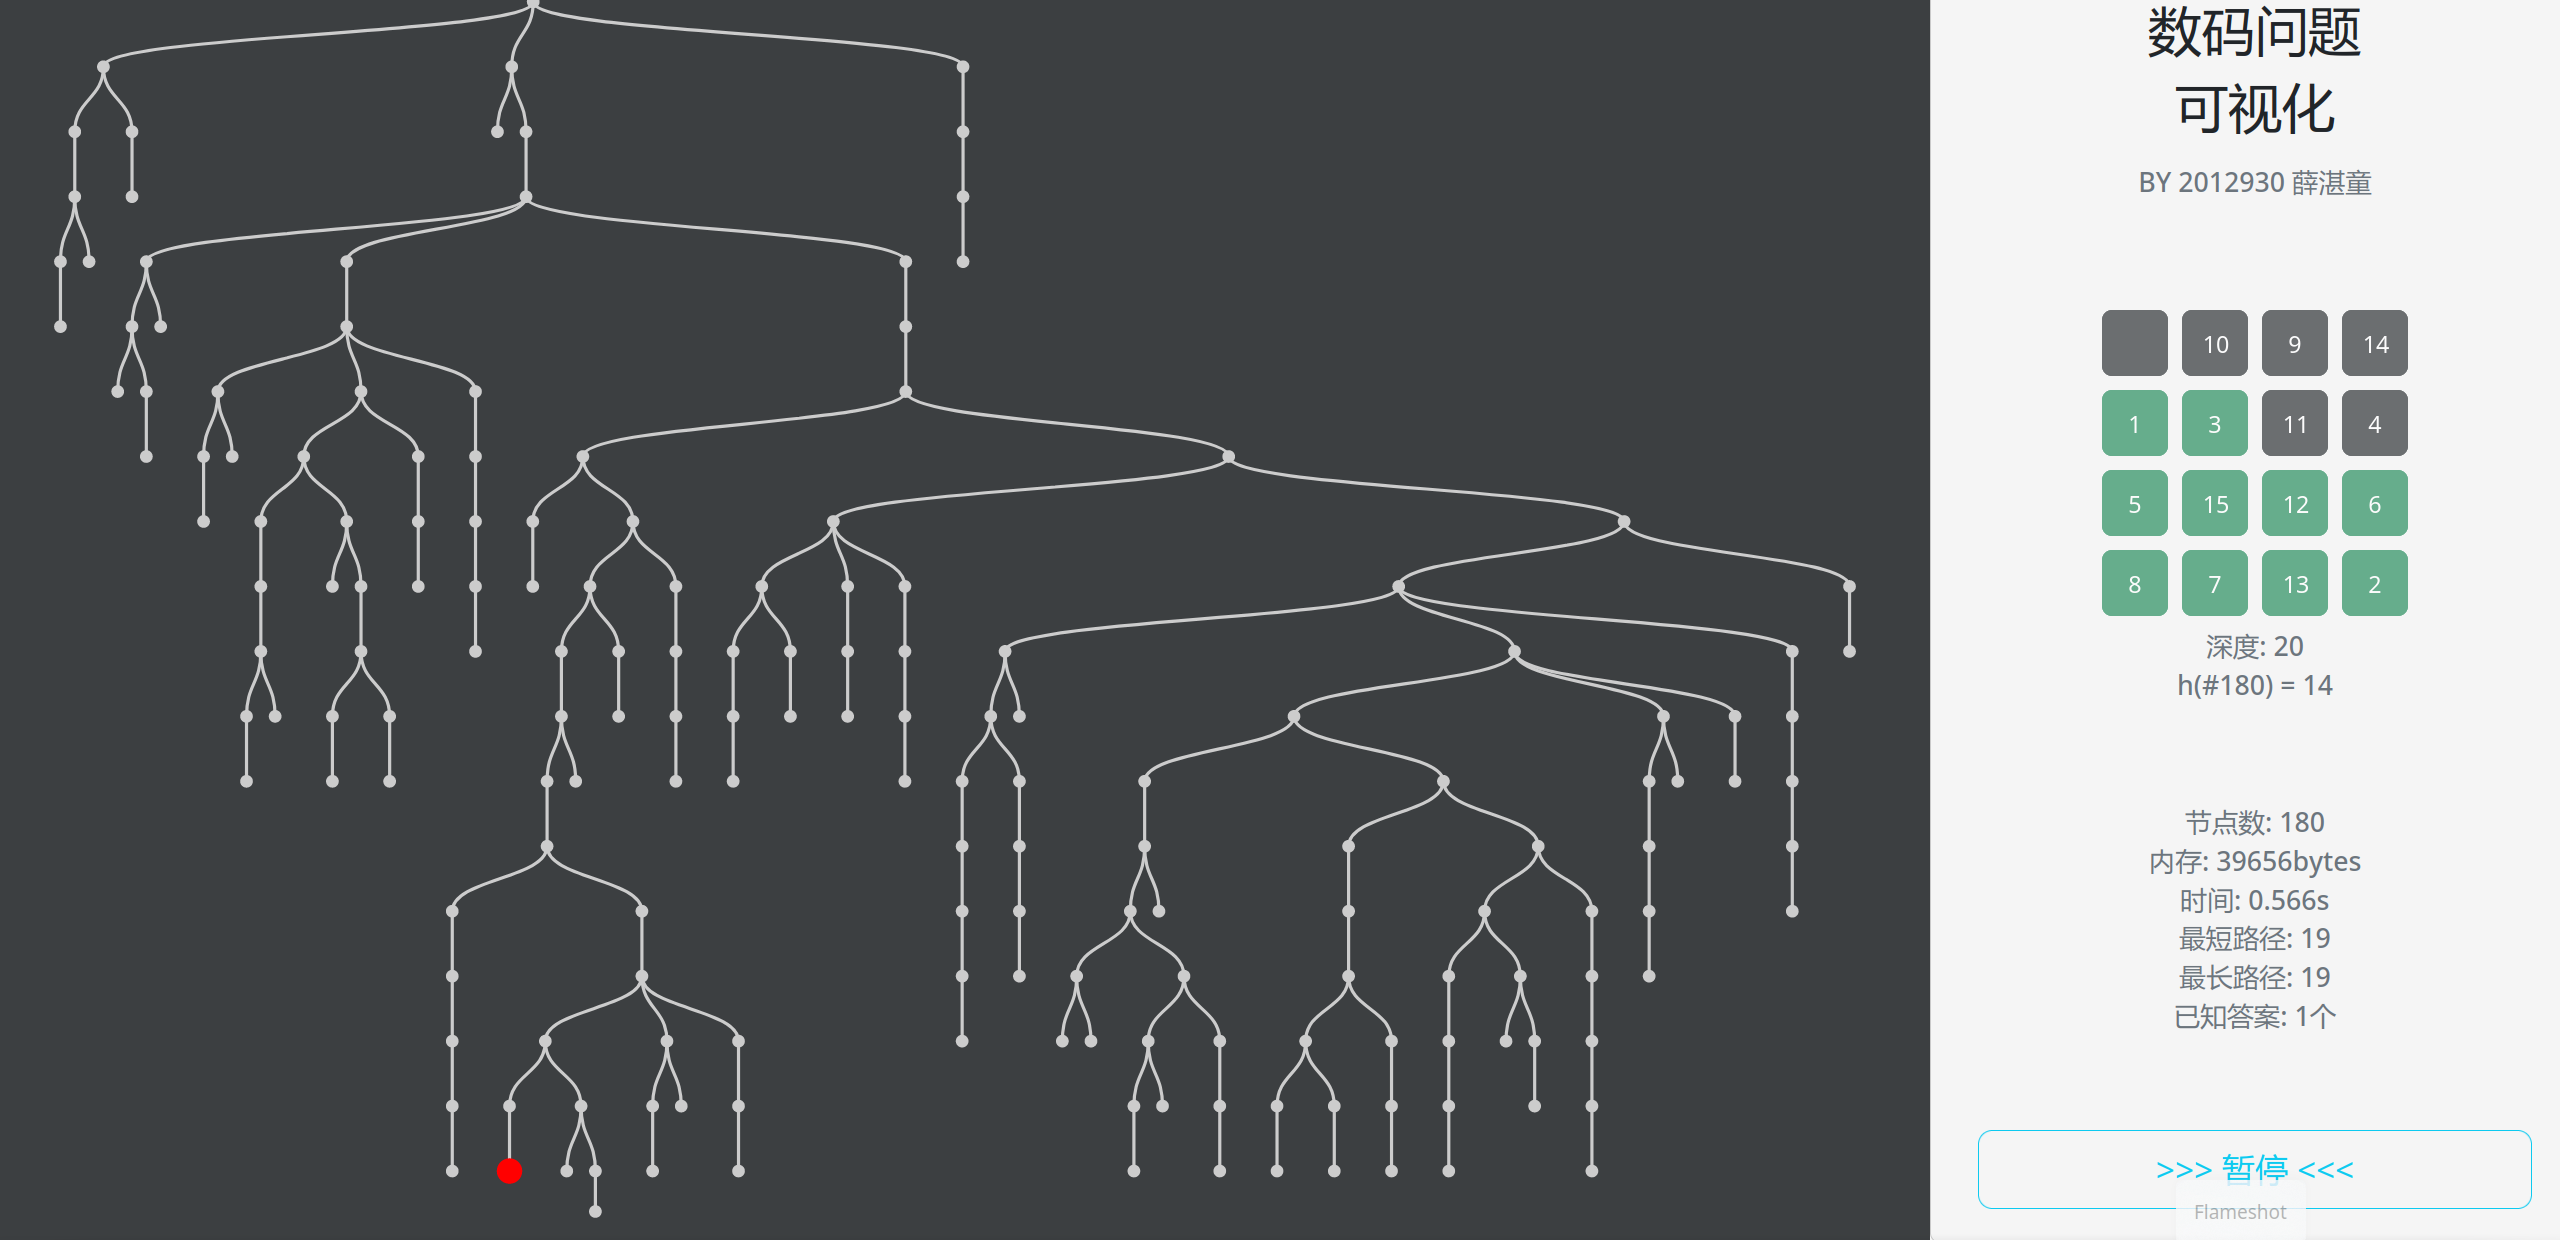 数码问题
可视化
BY 2012930 薛湛童
10 9 14
1 3 11 4
5 15 12 6
8 7 13 2
深度: 20
h(#180) = 14
节点数: 180
内存: 39656bytes
时间: 0.566s
最短路径: 19
最长路径: 19
已知答案: 1个
>>> 暂停 <<<
Flameshot